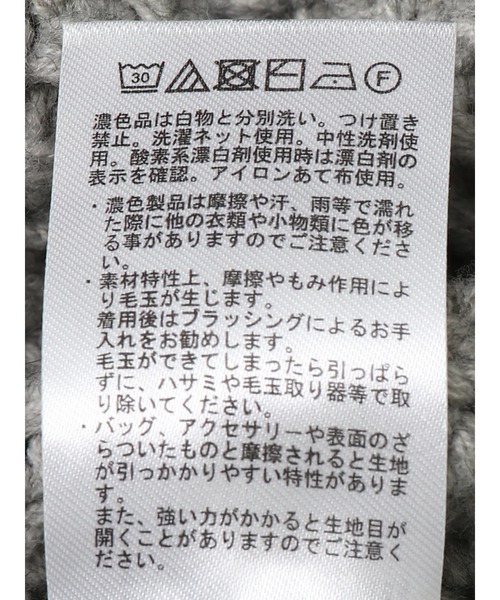 30 F
濃色品は白物と分別洗い。つけ置き
禁止。洗濯ネット使用。中性洗剤使
用。酸素系漂白剤使用時は漂白剤の
表示を確認。アイロンあて布使用。
・濃色製品は摩擦や汗、雨等で濡れ
た際に他の衣類や小物類に色が移
る事がありますのでご注意くださ
い。
・素材特性上、摩擦やもみ作用によ
り毛玉が生じます。
着用後はブラッシングによるお手
入れをお勧めします。
毛玉ができてしまったら引っぱら
ずに、ハサミや毛玉取り器等で取
り除いてください。
・バッグ、アクセサリーや表面のざ
らついたものと摩擦されると生地
が引っかかりやすい特性がありま
す。
また、強い力がかかると生地目が
開くことがありますのでご注意く
ださい。